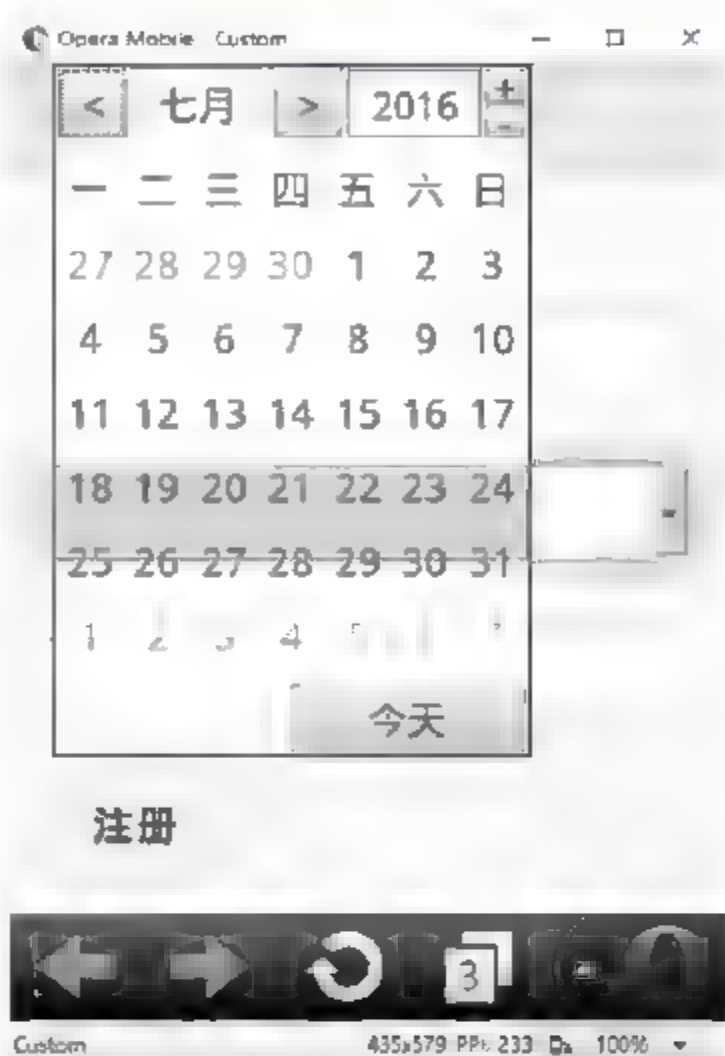 Opera Mobile Custom
< 七月 > 2016 + -
一 二 三 四 五 六 日
27 28 29 30 1 2 3
4 5 6 7 8 9 10
11 12 13 14 15 16 17
18 19 20 21 22 23 24
25 26 27 28 29 30 31
1 2 3 4 5
今天
注册
3
Custom 435x579 PPI: 233 100%